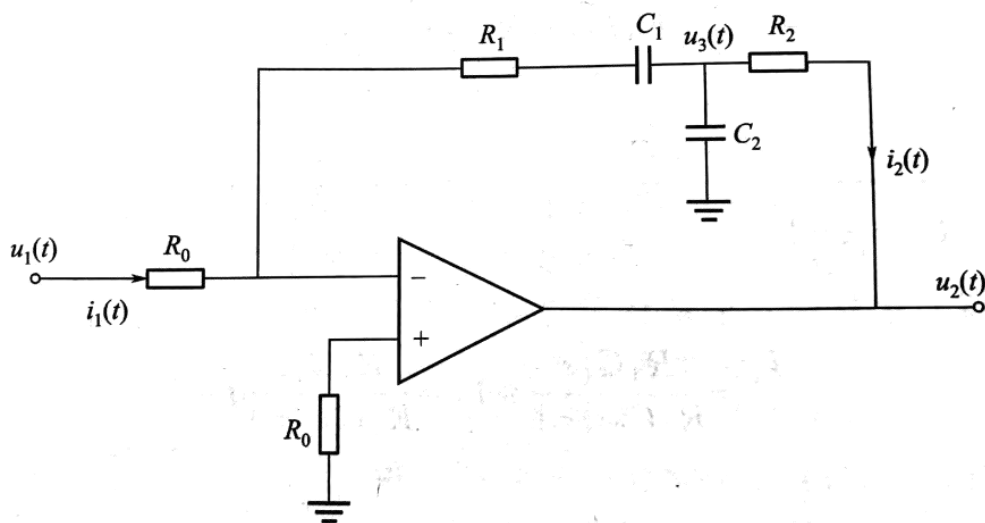 C₁
R₁
u₃(t)
R₂
C₂
i₂(t)
u₁(t)
R₀
i₁(t)
−
+
u₂(t)
R₀